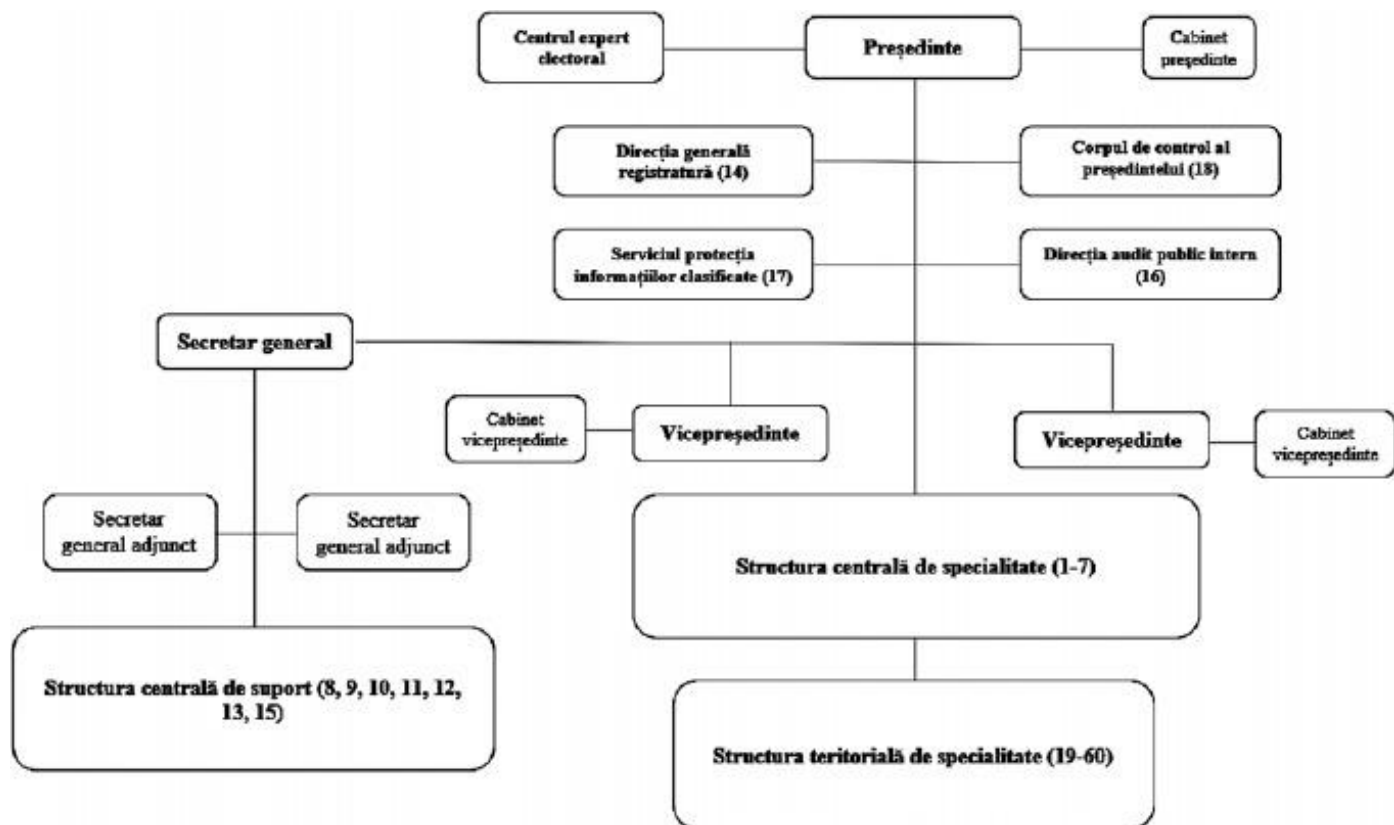 Centrul expert
electoral
Președinte
Cabinet
președinte
Direcția generală
registratură (14)
Corpul de control al
președintelui (18)
Serviciul protecția
informațiilor clasificate (17)
Direcția audit public intern
(16)
Secretar general
Cabinet
vicepreședinte
Vicepreședinte
Vicepreședinte
Cabinet
vicepreședinte
Secretar
general adjunct
Secretar
general adjunct
Structura centrală de specialitate (1-7)
Structura centrală de suport (8, 9, 10, 11, 12,
13, 15)
Structura teritorială de specialitate (19-60)